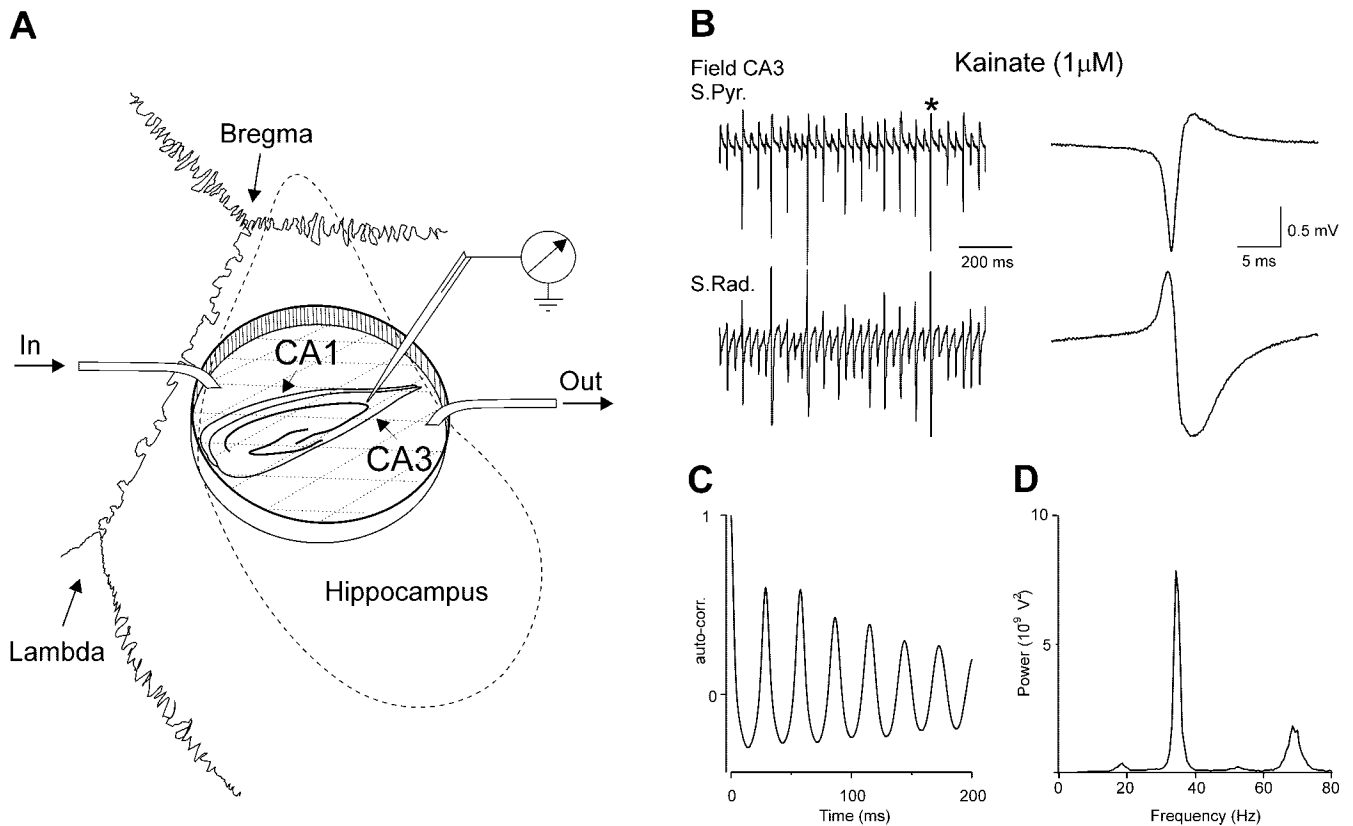 A
Bregma
In
CA1
Out
CA3
Hippocampus
Lambda
B
Kainate (1μM)
Field CA3
S.Pyr.
*
200 ms
0.5 mV
5 ms
S.Rad.
C
1
auto-corr.
0
0
100
200
Time (ms)
D
10
Power (10⁹ V²)
5
0
20
40
60
80
Frequency (Hz)